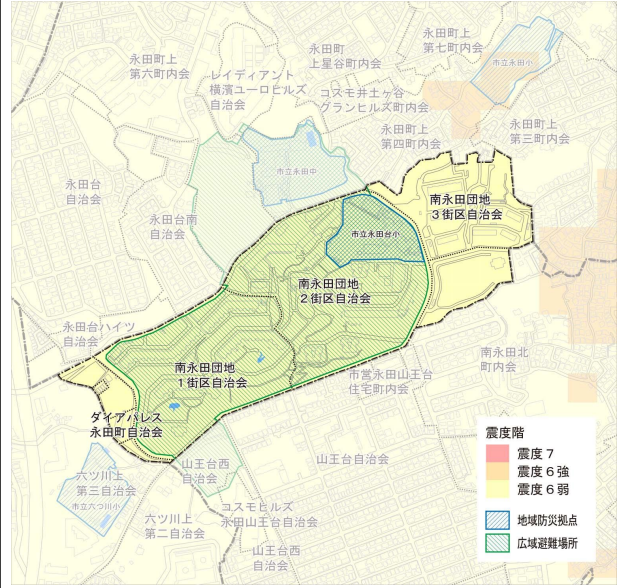 永田町上
第六町内会
レイディアント
横濱ユーロヒルズ
自治会
永田町
上星谷町内会
コスモ井土ヶ谷
グランヒルズ町内会
永田町上
第七町内会
市立永田小
永田町上
第四町内会
永田町上
第三町内会
永田台
自治会
市立永田中
永田台南
自治会
南永田団地
3街区自治会
市立永田台小
南永田団地
2街区自治会
永田台ハイツ
自治会
南永田団地
1街区自治会
南永田北
町内会
市営永田山王台
住宅町内会
ダイアパレス
永田町自治会
山王台西
自治会
山王台自治会
六ツ川上
第三自治会
市立六つ川小
六ツ川上
第二自治会
コスモヒルズ
永田山王台自治会
山王台西
自治会
震度階
震度7
震度6強
震度6弱
地域防災拠点
広域避難場所